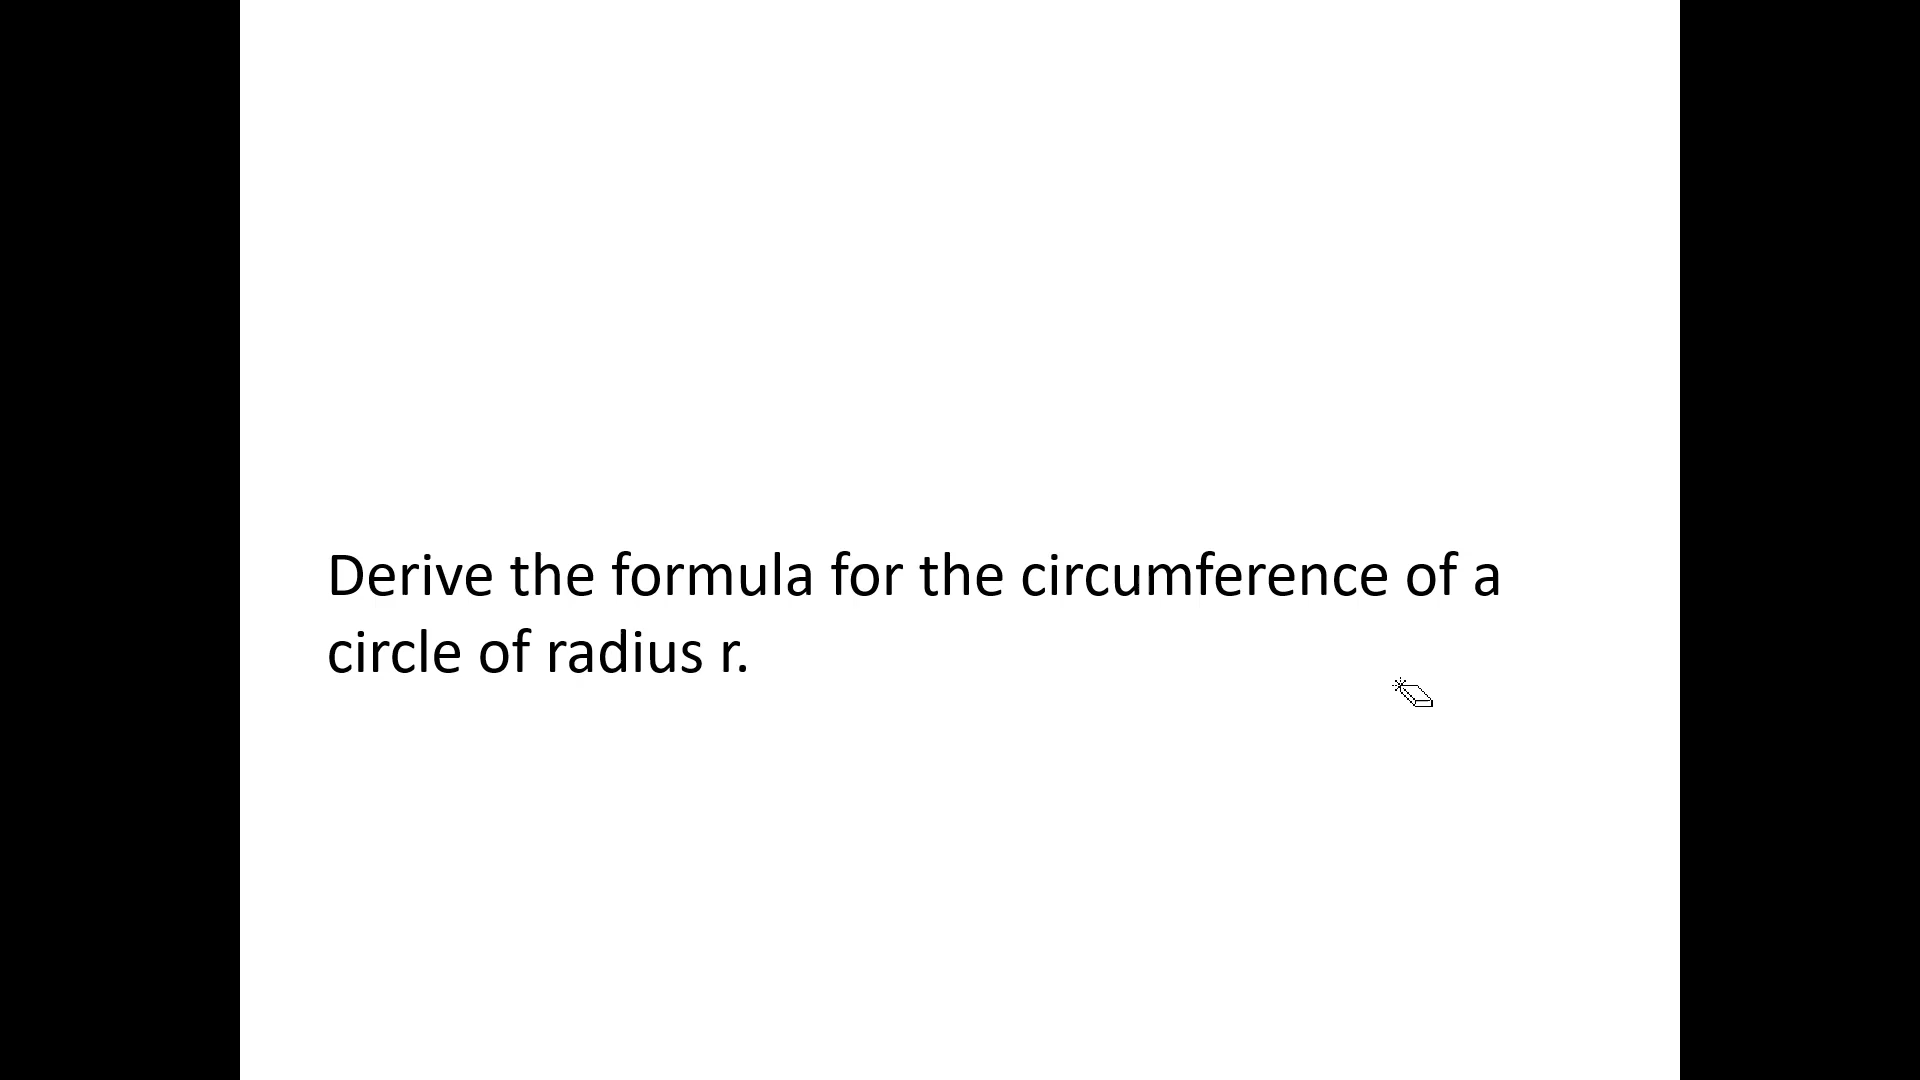 Derive the formula for the circumference of a
circle of radius r.